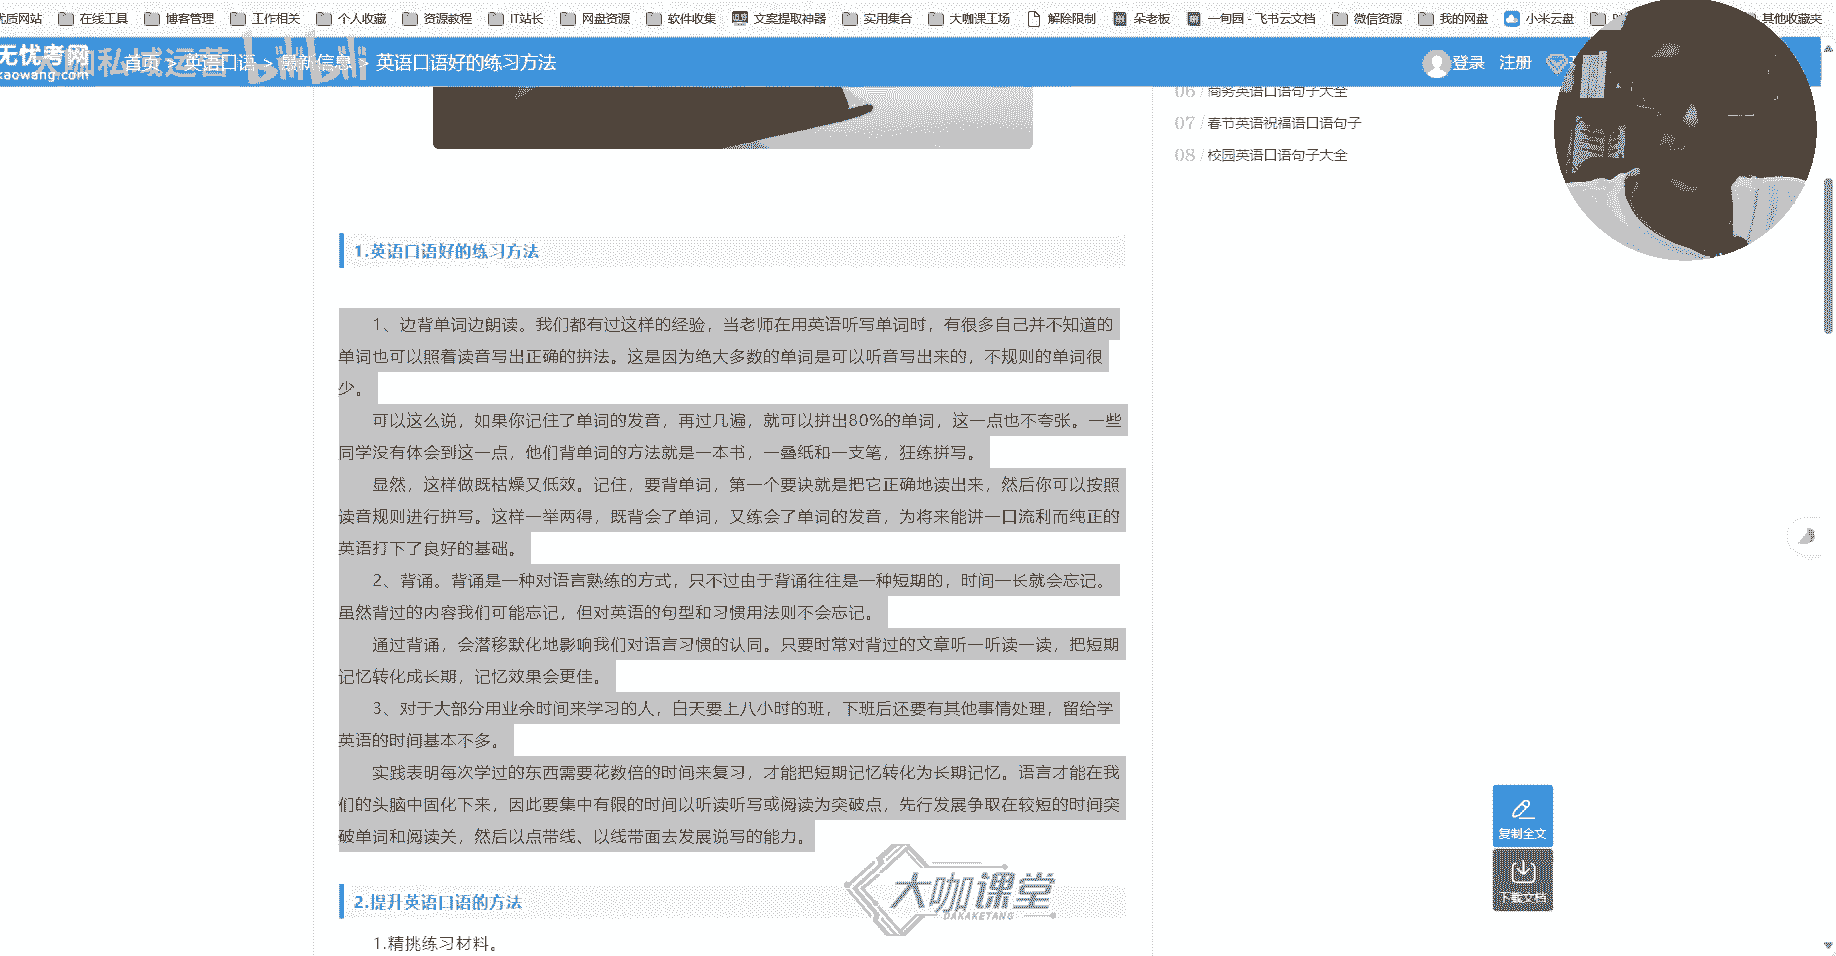 优质网站 在线工具 博客管理 工作相关 个人收藏 资源教程 IT站长 网盘资源 软件收集 文案提取神器 实用集合 大咖课工场 解除限制 朵老板 一甸园 - 飞书云文档 微信资源 我的网盘 小米云盘 其他收藏夹
无忧考网 首页 > 英语口语 > 最新信息 > 英语口语好的练习方法 登录 注册
kaowang.com
大咖私域运营 bilibili
06 / 商务英语口语句子大全
07 / 春节英语祝福语口语句子
08 / 校园英语口语句子大全
1.英语口语好的练习方法
1、边背单词边朗读。我们都有过这样的经验，当老师在用英语听写单词时，有很多自己并不知道的
单词也可以照着读音写出正确的拼法。这是因为绝大多数的单词是可以听音写出来的，不规则的单词很
少。
可以这么说，如果你记住了单词的发音，再过几遍，就可以拼出80%的单词，这一点也不夸张。一些
同学没有体会到这一点，他们背单词的方法就是一本书，一叠纸和一支笔，狂练拼写。
显然，这样做既枯燥又低效。记住，要背单词，第一个要诀就是把它正确地读出来，然后你可以按照
读音规则进行拼写。这样一举两得，既背会了单词，又练会了单词的发音，为将来能讲一口流利而纯正的
英语打下了良好的基础。
2、背诵。背诵是一种对语言熟练的方式，只不过由于背诵往往是一种短期的，时间一长就会忘记。
虽然背过的内容我们可能忘记，但对英语的句型和习惯用法则不会忘记。
通过背诵，会潜移默化地影响我们对语言习惯的认同。只要时常对背过的文章听一听读一读，把短期
记忆转化成长期，记忆效果会更佳。
3、对于大部分用业余时间来学习的人，白天要上八小时的班，下班后还要有其他事情处理，留给学
英语的时间基本不多。
实践表明每次学过的东西需要花数倍的时间来复习，才能把短期记忆转化为长期记忆。语言才能在我
们的头脑中固化下来，因此要集中有限的时间以听读听写或阅读为突破点，先行发展争取在较短的时间突
破单词和阅读关，然后以点带线、以线带面去发展说写的能力。
复制全文
下载文档
大咖课堂
DAKAKETANG
2.提升英语口语的方法
1.精挑练习材料。